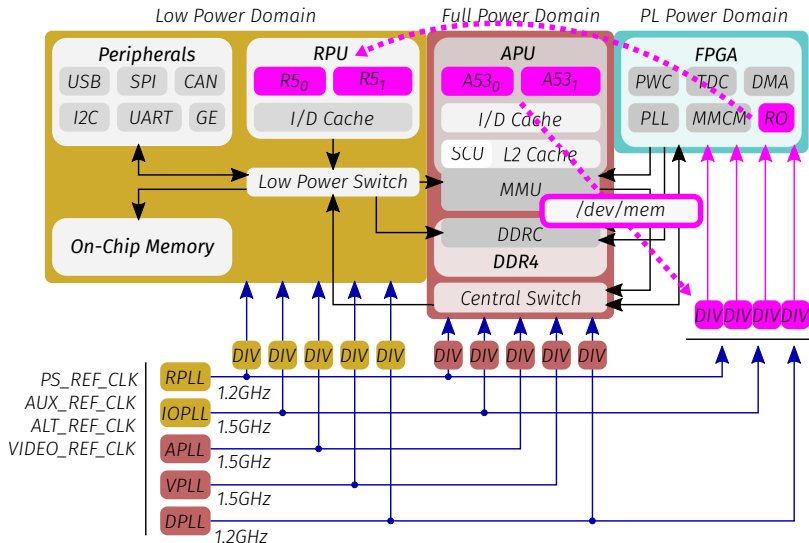 Low Power Domain
Full Power Domain
PL Power Domain
Peripherals
USB
SPI
CAN
I2C
UART
GE
RPU
R5₀
R5₁
I/D Cache
APU
A53₀
A53₁
I/D Cache
SCU
L2 Cache
MMU
FPGA
PWC
TDC
DMA
PLL
MMCM
RO
Low Power Switch
/dev/mem
On-Chip Memory
DDRC
DDR4
Central Switch
DIV
DIV
DIV
DIV
DIV
DIV
DIV
DIV
DIV
DIV
DIV
DIV
DIV
DIV
PS_REF_CLK
AUX_REF_CLK
ALT_REF_CLK
VIDEO_REF_CLK
RPLL
1.2GHz
IOPLL
1.5GHz
APLL
1.5GHz
VPLL
1.5GHz
DPLL
1.2GHz